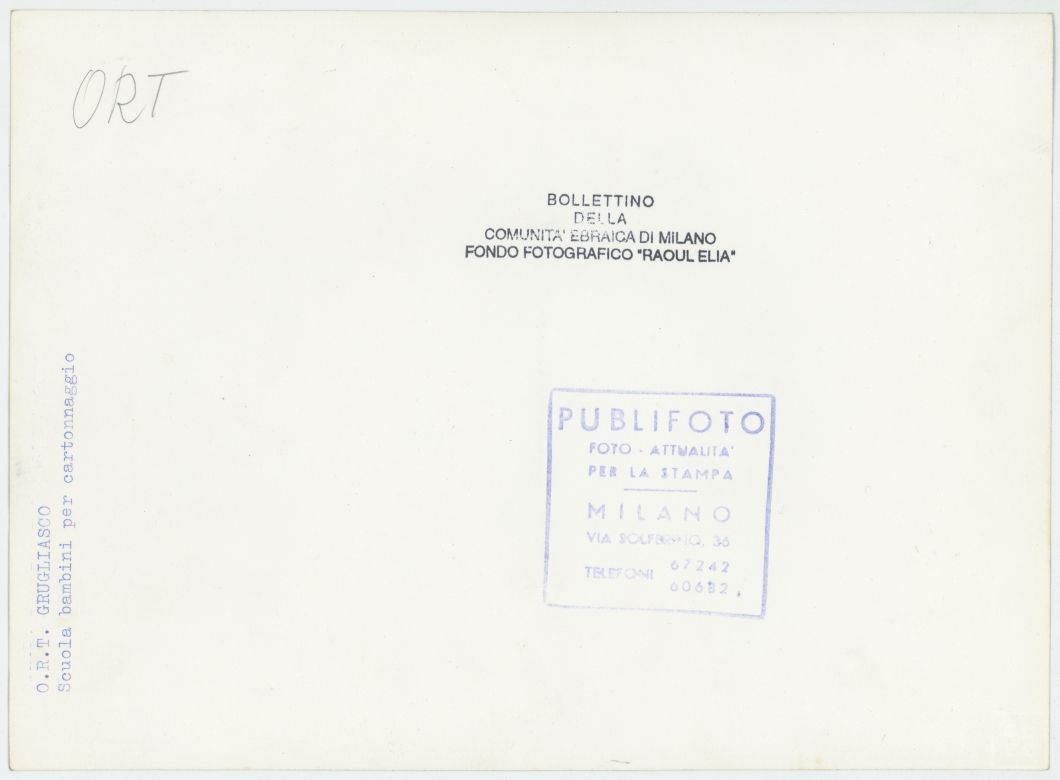 ORT
BOLLETTINO
DELLA
COMUNITA' EBRAICA DI MILANO
FONDO FOTOGRAFICO "RAOUL ELIA"
PUBLIFOTO
FOTO - ATTUALITA'
PER LA STAMPA
MILANO
VIA SOLFERINO, 36
TELEFONI 67242
60682
O.R.T. GRUGLIASCO
Scuola bambini per cartonnaggio